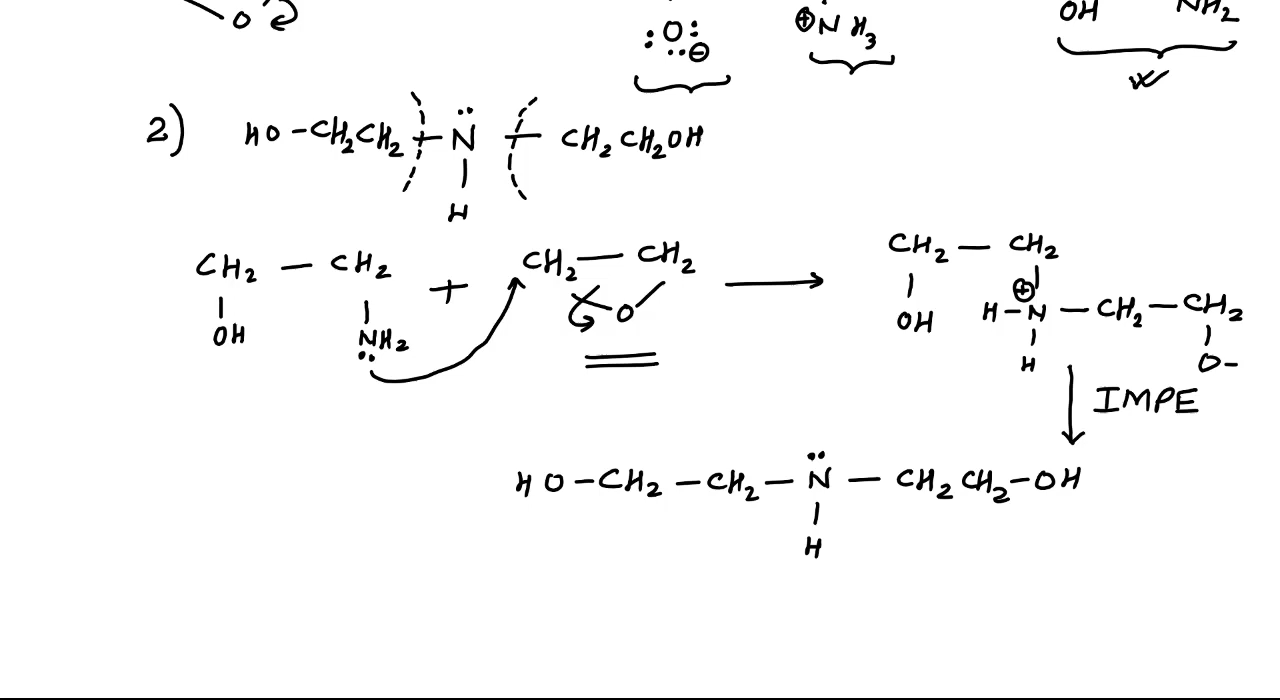 O
:O: ⊖
⊕NH₃
OH NH₂
2) HO-CH₂CH₂-N̈-CH₂CH₂OH
H
CH₂-CH₂ + CH₂-CH₂ → CH₂-CH₂
OH NH₂ O OH H-N⊕-CH₂-CH₂
H O-
IMPE
HO-CH₂-CH₂-N̈-CH₂CH₂-OH
H